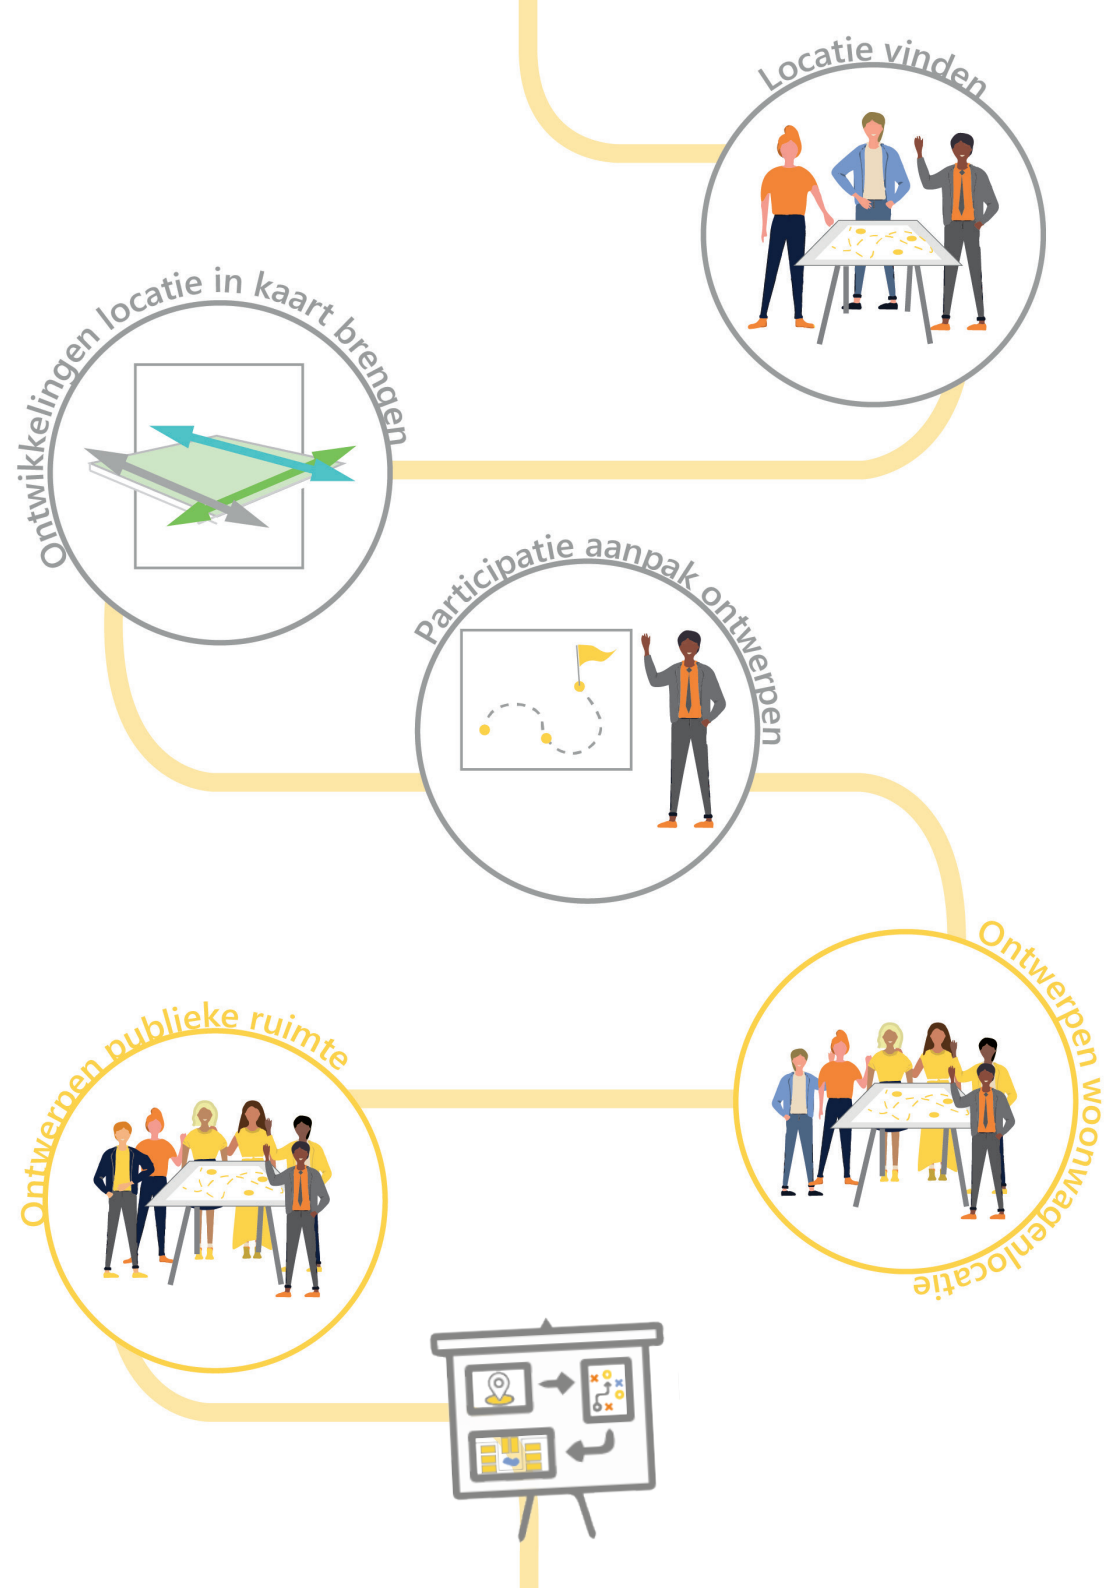 Locatie vinden
Ontwikkelingen locatie in kaart brengen
Participatie aanpak ontwerpen
Ontwerpen woonwagenlocatie
Ontwerpen publieke ruimte